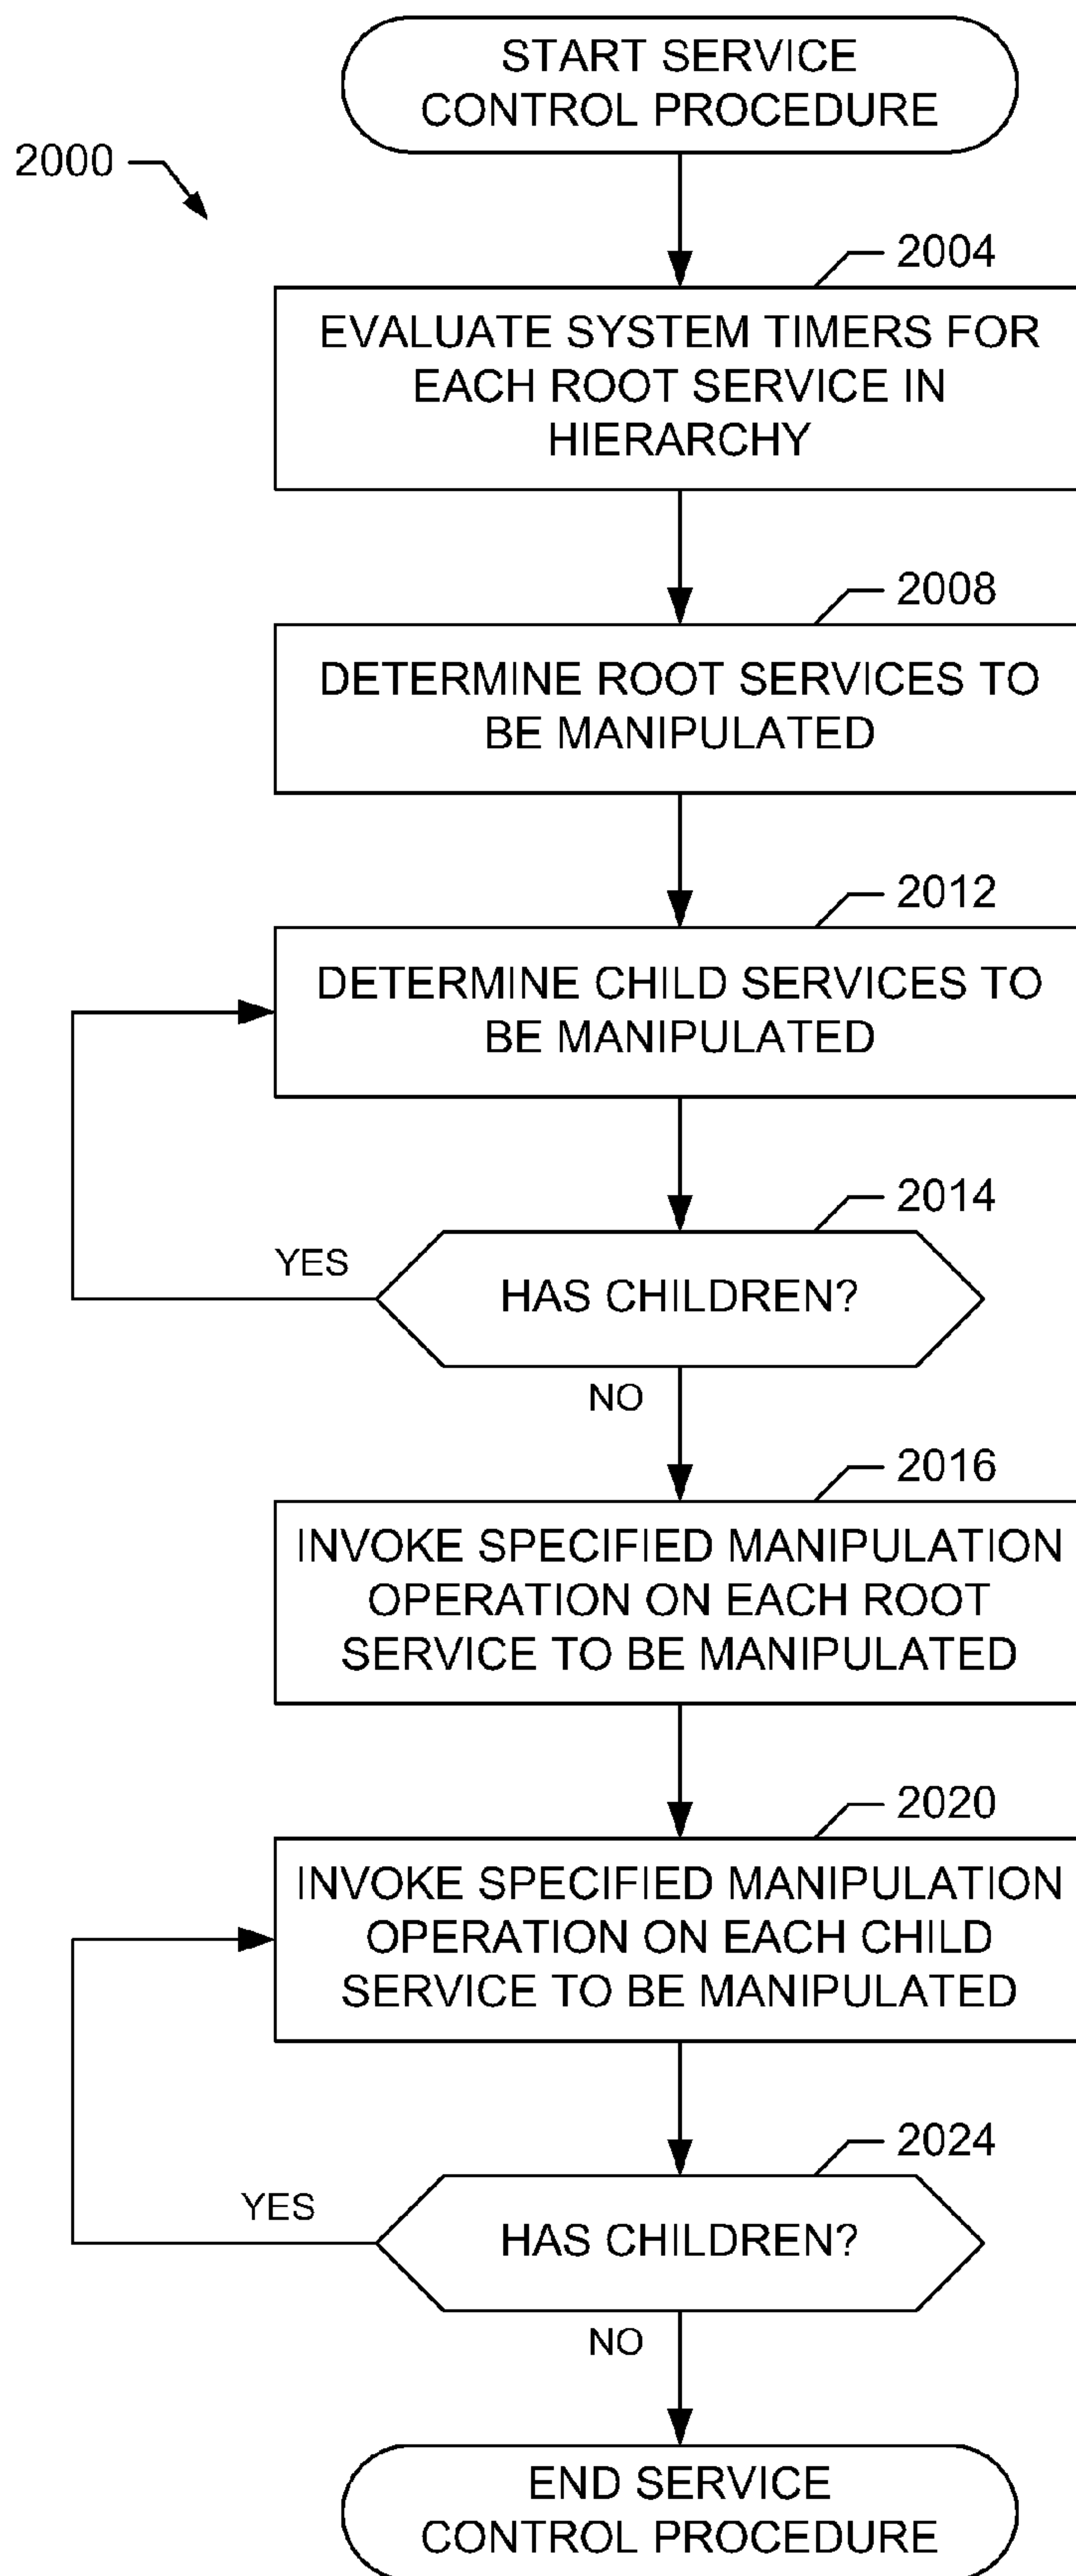 START SERVICE
CONTROL PROCEDURE
2000
2004
EVALUATE SYSTEM TIMERS FOR
EACH ROOT SERVICE IN
HIERARCHY
2008
DETERMINE ROOT SERVICES TO
BE MANIPULATED
2012
DETERMINE CHILD SERVICES TO
BE MANIPULATED
2014
YES
HAS CHILDREN?
NO
2016
INVOKE SPECIFIED MANIPULATION
OPERATION ON EACH ROOT
SERVICE TO BE MANIPULATED
2020
INVOKE SPECIFIED MANIPULATION
OPERATION ON EACH CHILD
SERVICE TO BE MANIPULATED
2024
YES
HAS CHILDREN?
NO
END SERVICE
CONTROL PROCEDURE